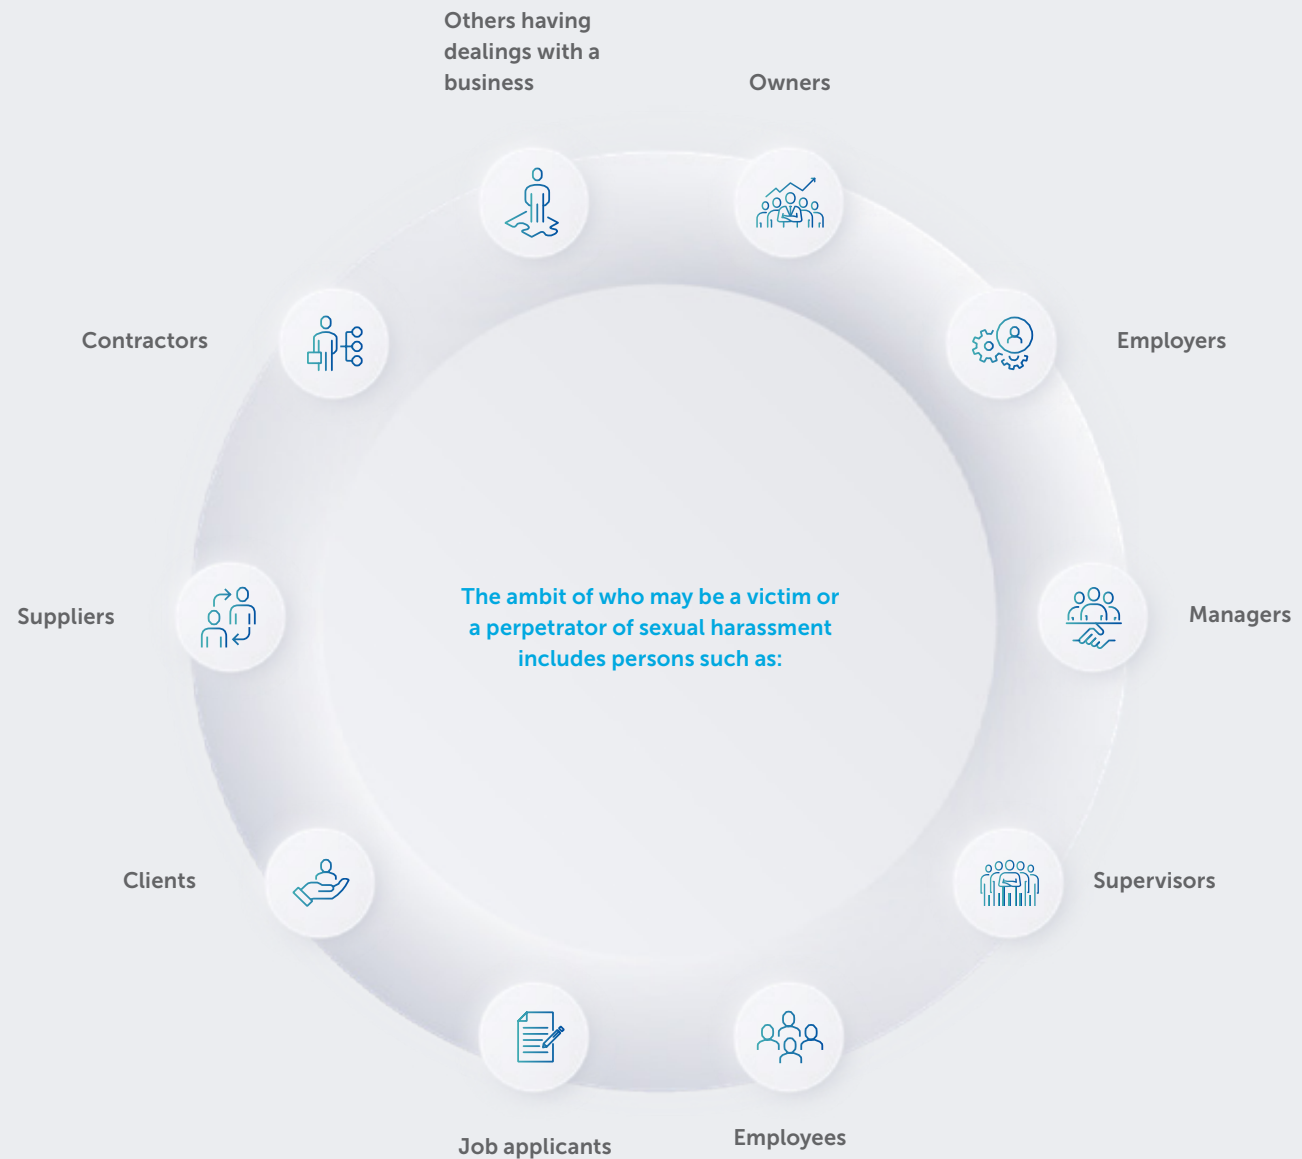 Others having
dealings with a
business
Owners
Contractors
Employers
Suppliers
The ambit of who may be a victim or
a perpetrator of sexual harassment
includes persons such as:
Managers
Clients
Supervisors
Job applicants
Employees